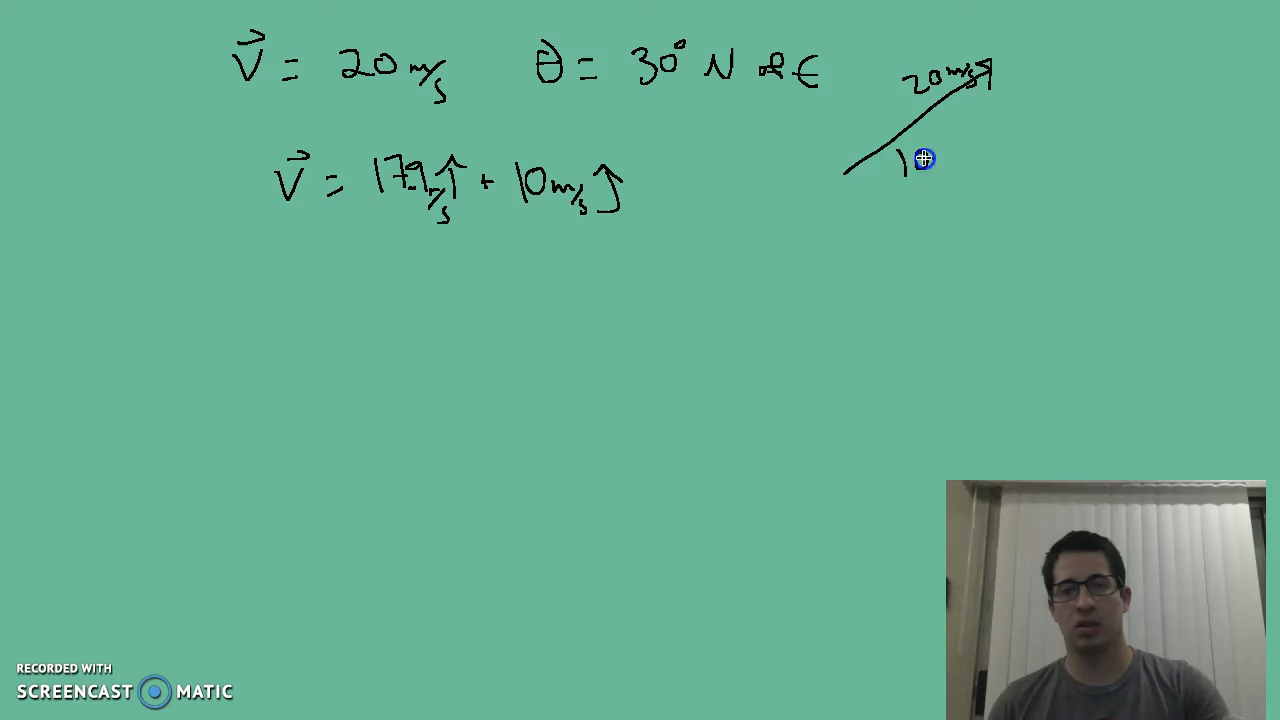 V⃗ = 20 m/s θ = 30° N of E
20 m/s
V⃗ = 17.9 m/s î + 10 m/s ĵ
RECORDED WITH
SCREENCAST MATIC